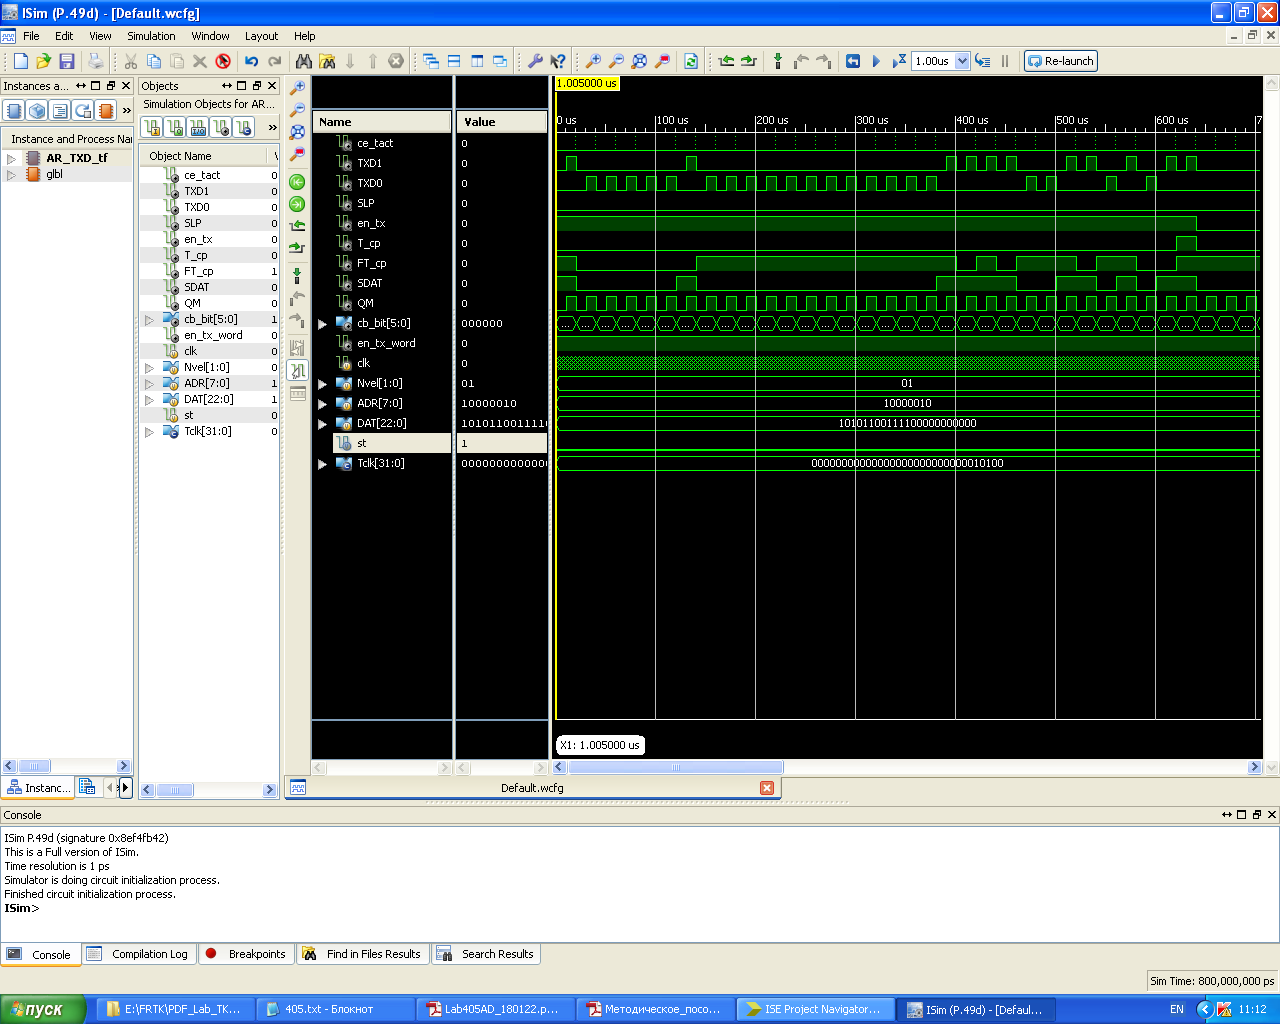 ISim (P.49d) - [Default.wcfg]
File Edit View Simulation Window Layout Help
1.00us Re-launch
Instances a...
Instance and Process Nar
AR_TXD_tf
glbl
Instanc...
Objects
Simulation Objects for AR...
Object Name
ce_tact 0
TXD1 0
TXD0 0
SLP 0
en_tx 0
T_cp 0
FT_cp 1
SDAT 0
QM 0
cb_bit[5:0] 1
en_tx_word 0
clk 0
Nvel[1:0] 0
ADR[7:0] 1
DAT[22:0] 1
st 0
Tclk[31:0] 0
Name Value
ce_tact 0
TXD1 0
TXD0 0
SLP 0
en_tx 0
T_cp 0
FT_cp 0
SDAT 0
QM 0
cb_bit[5:0] 000000
en_tx_word 0
clk 0
Nvel[1:0] 01
ADR[7:0] 10000010
DAT[22:0] 10101100111
st 1
Tclk[31:0] 0000000000000
1.005000 us
0 us 100 us 200 us 300 us 400 us 500 us 600 us 7
01
10000010
10101100111100000000000
00000000000000000000000000010100
X1: 1.005000 us
Default.wcfg
Console
ISim P.49d (signature 0x8ef4fb42)
This is a Full version of ISim.
Time resolution is 1 ps
Simulator is doing circuit initialization process.
Finished circuit initialization process.
ISim>
Console Compilation Log Breakpoints Find in Files Results Search Results
Sim Time: 800,000,000 ps
пуск E:\FRTK\PDF_Lab_TK... 405.txt - Блокнот Lab405AD_180122.p... Методическое_посо... ISE Project Navigator... ISim (P.49d) - [Defaul... EN 11:12